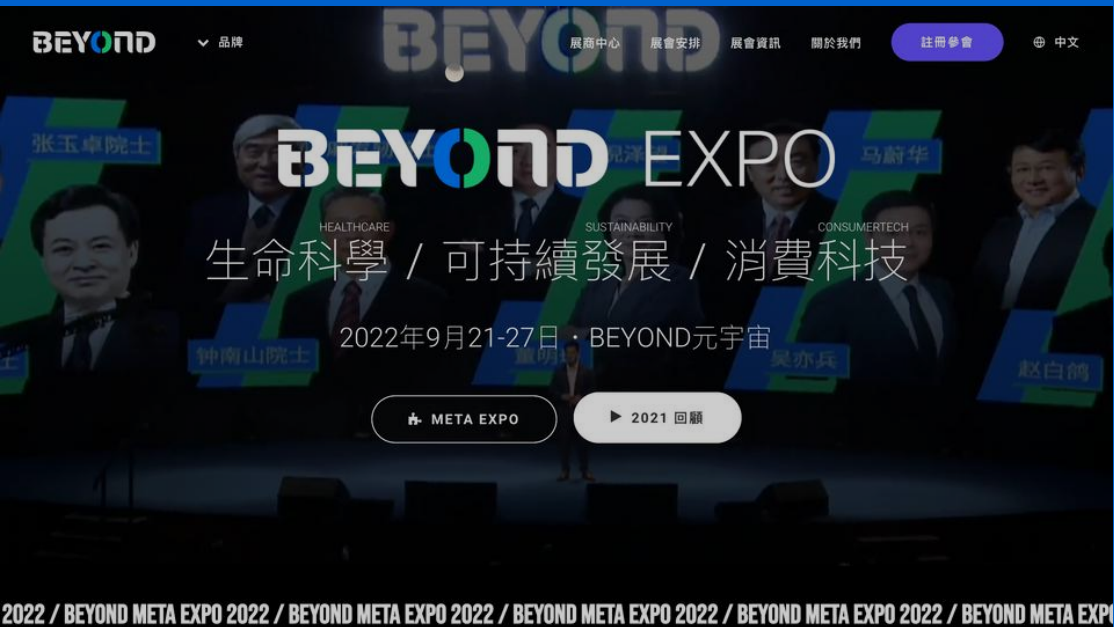 BEYOND
BEYOND
品牌
展商中心
展會安排
展會資訊
關於我們
註冊參會
中文
张玉卓院士
马蔚华
BEYOND EXPO
HEALTHCARE
SUSTAINABILITY
CONSUMERTECH
生命科學 / 可持續發展 / 消費科技
2022年9月21-27日・BEYOND元宇宙
钟南山院士
吴亦兵
赵白鸽
META EXPO
2021 回顧
2022 / BEYOND META EXPO 2022 / BEYOND META EXPO 2022 / BEYOND META EXPO 2022 / BEYOND META EXPO 2022 / BEYOND META EXP